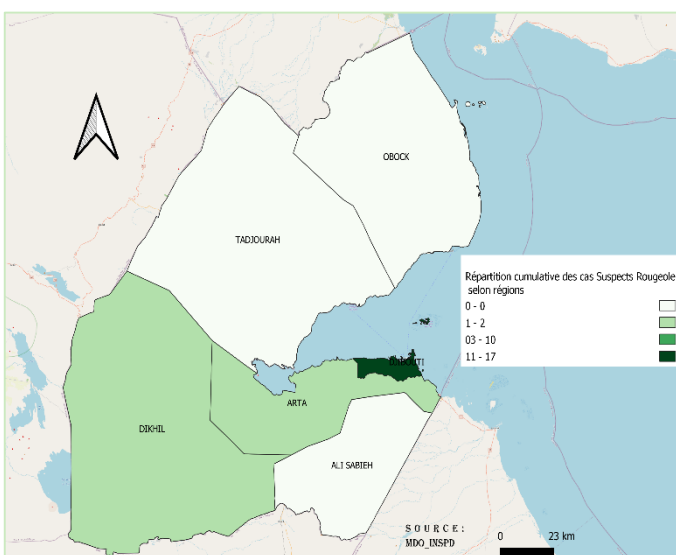 OBOCK
TADJOURAH
Répartition cumulative des cas Suspects Rougeole
selon régions
0 - 0
1 - 2
03 - 10
11 - 17
DJIBOUTI
ARTA
DIKHIL
ALI SABIEH
SOURCE:
MDO_INSPD
0 23 km